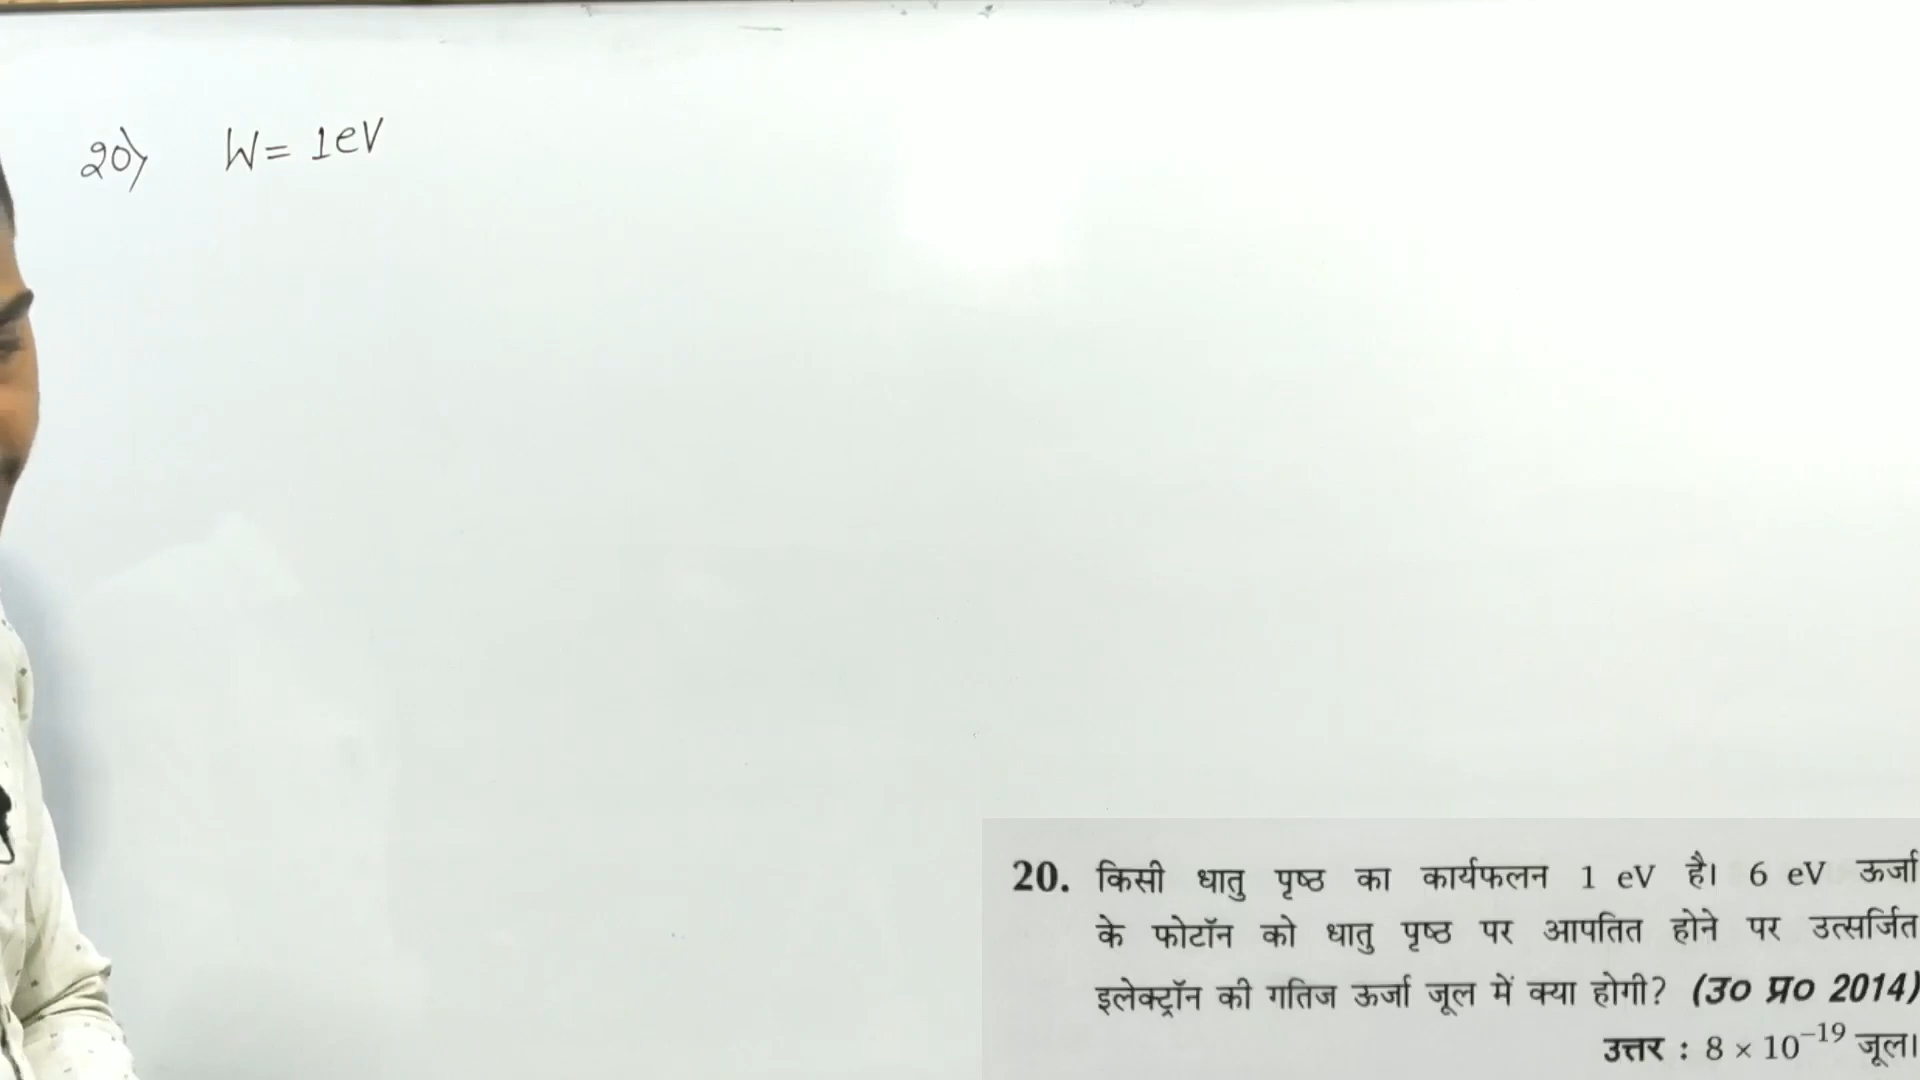 20) W = 1eV
20. किसी धातु पृष्ठ का कार्यफलन 1 eV है। 6 eV ऊर्जा
के फोटॉन को धातु पृष्ठ पर आपतित होने पर उत्सर्जित
इलेक्ट्रॉन की गतिज ऊर्जा जूल में क्या होगी? (उ० प्र० 2014)
उत्तर : 8 × 10⁻¹⁹ जूल।